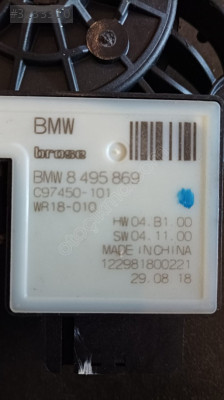 BMW
brose
BMW 8 495 869
C97450-101
WR18-010
HW 04.81.00
SW 04.11.00
MADE IN CHINA
122981800221
29.08.18